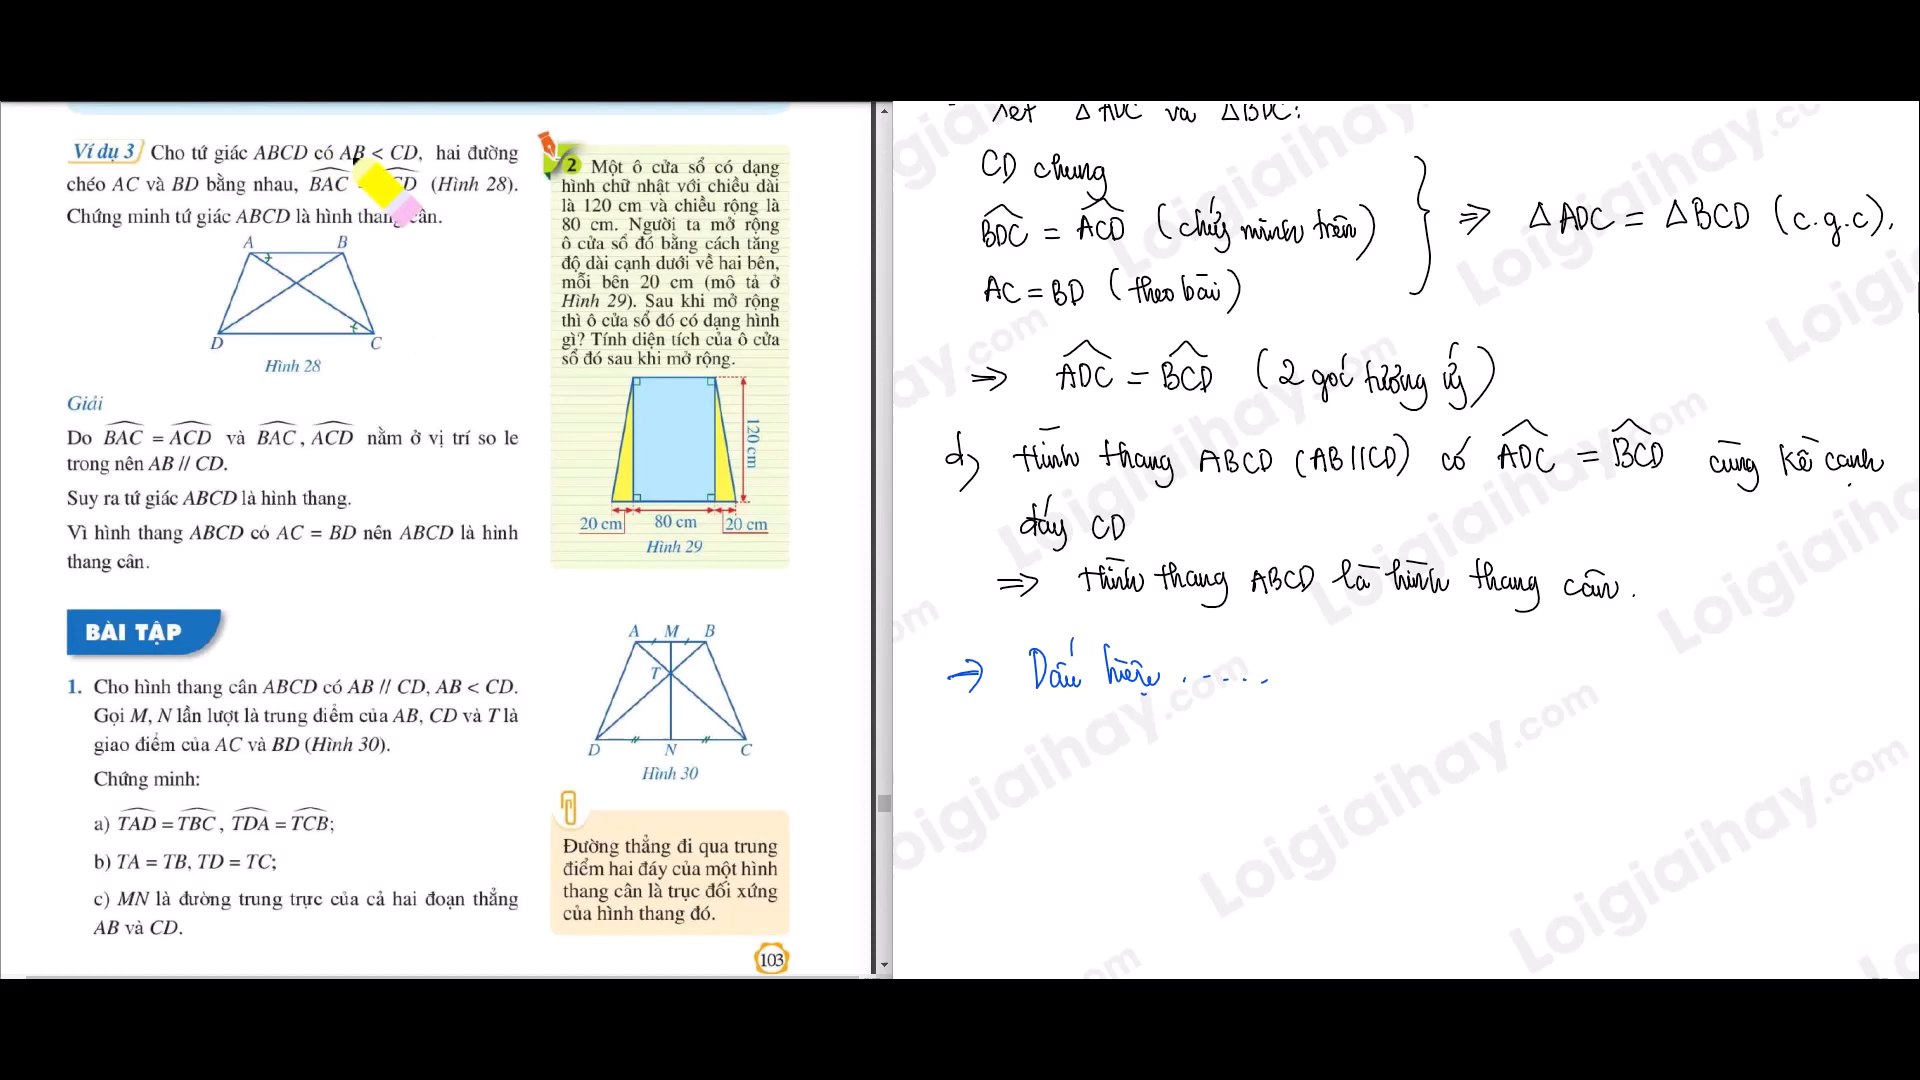 Ví dụ 3 Cho tứ giác ABCD có AB < CD, hai đường
chéo AC và BD bằng nhau, BAC = CD (Hình 28).
Chứng minh tứ giác ABCD là hình thang cân.
A B
D C
Hình 28
Giải
Do BAC = ACD và BAC, ACD nằm ở vị trí so le
trong nên AB // CD.
Suy ra tứ giác ABCD là hình thang.
Vì hình thang ABCD có AC = BD nên ABCD là hình
thang cân.
2 Một ô cửa sổ có dạng
hình chữ nhật với chiều dài
là 120 cm và chiều rộng là
80 cm. Người ta mở rộng
ô cửa sổ đó bằng cách tăng
độ dài cạnh dưới về hai bên,
mỗi bên 20 cm (mô tả ở
Hình 29). Sau khi mở rộng
thì ô cửa sổ đó có dạng hình
gì? Tính diện tích của ô cửa
sổ đó sau khi mở rộng.
120 cm
20 cm 80 cm 20 cm
Hình 29
BÀI TẬP
1. Cho hình thang cân ABCD có AB // CD, AB < CD.
Gọi M, N lần lượt là trung điểm của AB, CD và T là
giao điểm của AC và BD (Hình 30).
Chứng minh:
a) TAD = TBC, TDA = TCB;
b) TA = TB, TD = TC;
c) MN là đường trung trực của cả hai đoạn thẳng
AB và CD.
A M B
T
D N C
Hình 30
Đường thẳng đi qua trung
điểm hai đáy của một hình
thang cân là trục đối xứng
của hình thang đó.
103
Xét Δ ADC và Δ BDC:
CD chung
BDC = ACD (chứng minh trên)
AC = BD (theo bài)
⇒ Δ ADC = Δ BCD (c.g.c).
⇒ ADC = BCD (2 góc tương ứng)
d) Hình thang ABCD (AB // CD) có ADC = BCD cùng kề cạnh
đáy CD
⇒ Hình thang ABCD là hình thang cân.
→ Dấu hiệu .....
Loigiaihay.com